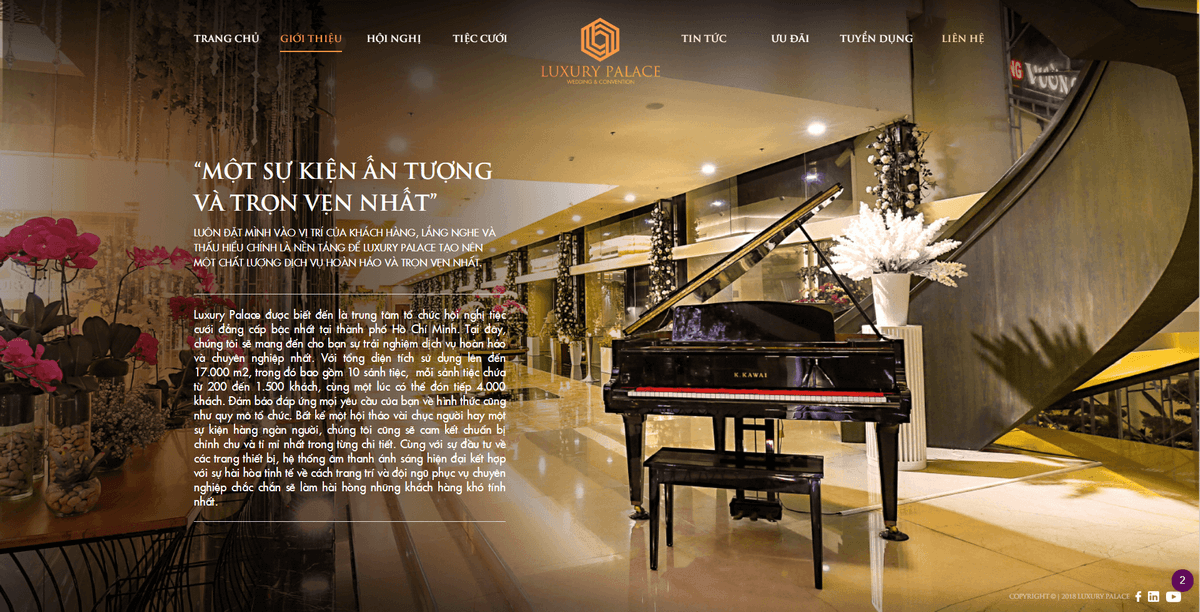 TRANG CHỦ GIỚI THIỆU HỘI NGHỊ TIỆC CƯỚI TIN TỨC ƯU ĐÃI TUYỂN DỤNG LIÊN HỆ
LUXURY PALACE
WEDDING & CONVENTION
“MỘT SỰ KIỆN ẤN TƯỢNG
VÀ TRỌN VẸN NHẤT”
LUÔN ĐẶT MÌNH VÀO VỊ TRÍ CỦA KHÁCH HÀNG, LẮNG NGHE VÀ
THẤU HIỂU CHÍNH LÀ NỀN TẢNG ĐỂ LUXURY PALACE TẠO NÊN
MỘT CHẤT LƯỢNG DỊCH VỤ HOÀN HẢO VÀ TRỌN VẸN NHẤT.
Luxury Palace được biết đến là trung tâm tổ chức hội nghị tiệc
cưới đẳng cấp bậc nhất tại thành phố Hồ Chí Minh. Tại đây,
chúng tôi sẽ mang đến cho bạn sự trải nghiệm dịch vụ hoàn hảo
và chuyên nghiệp nhất. Với tổng diện tích sử dụng lên đến
17.000 m2, trong đó bao gồm 10 sảnh tiệc, mỗi sảnh tiệc chứa
từ 200 đến 1.500 khách, cùng một lúc có thể đón tiếp 4.000
khách. Đảm bảo đáp ứng mọi yêu cầu của bạn về hình thức cũng
như quy mô tổ chức. Bất kể một hội thảo vài chục người hay một
sự kiện hàng ngàn người, chúng tôi cũng sẽ cam kết chuẩn bị
chỉnh chu và tỉ mỉ nhất trong từng chi tiết. Cùng với sự đầu tư về
các trang thiết bị, hệ thống âm thanh ánh sáng hiện đại kết hợp
với sự hài hòa tinh tế về cách trang trí và đội ngũ phục vụ chuyên
nghiệp chắc chắn sẽ làm hài hòng những khách hàng khó tính
nhất.
K.KAWAI
COPYRIGHT © | 2018 LUXURY PALACE
2